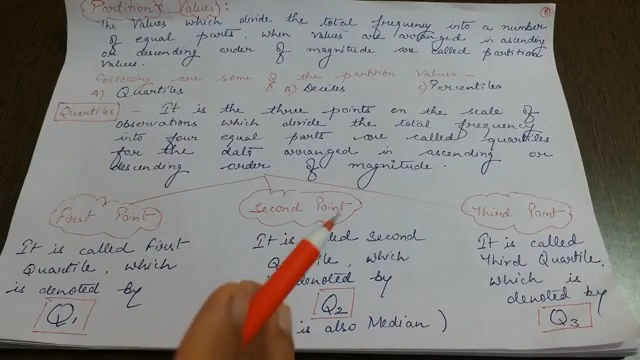 Partition Values:
The Values which divide the total frequency into a number
of equal parts, when values are arranged in ascending
or descending order of magnitude are called partition
values.
Following are some of the partition Values -
A) Quartiles B) Deciles C) Percentiles
Quartiles - It is the three points on the scale of
observations which divide the total frequency
into four equal parts are called quartiles
for the data arranged in ascending or
descending order of magnitude.
First Point
Second Point
Third Point
It is called First
Quartile, which
is denoted by
Q1
It is called Second
Quartile, which
denoted by
Q2
is also Median)
It is called
Third Quartile,
which is
denoted by
Q3